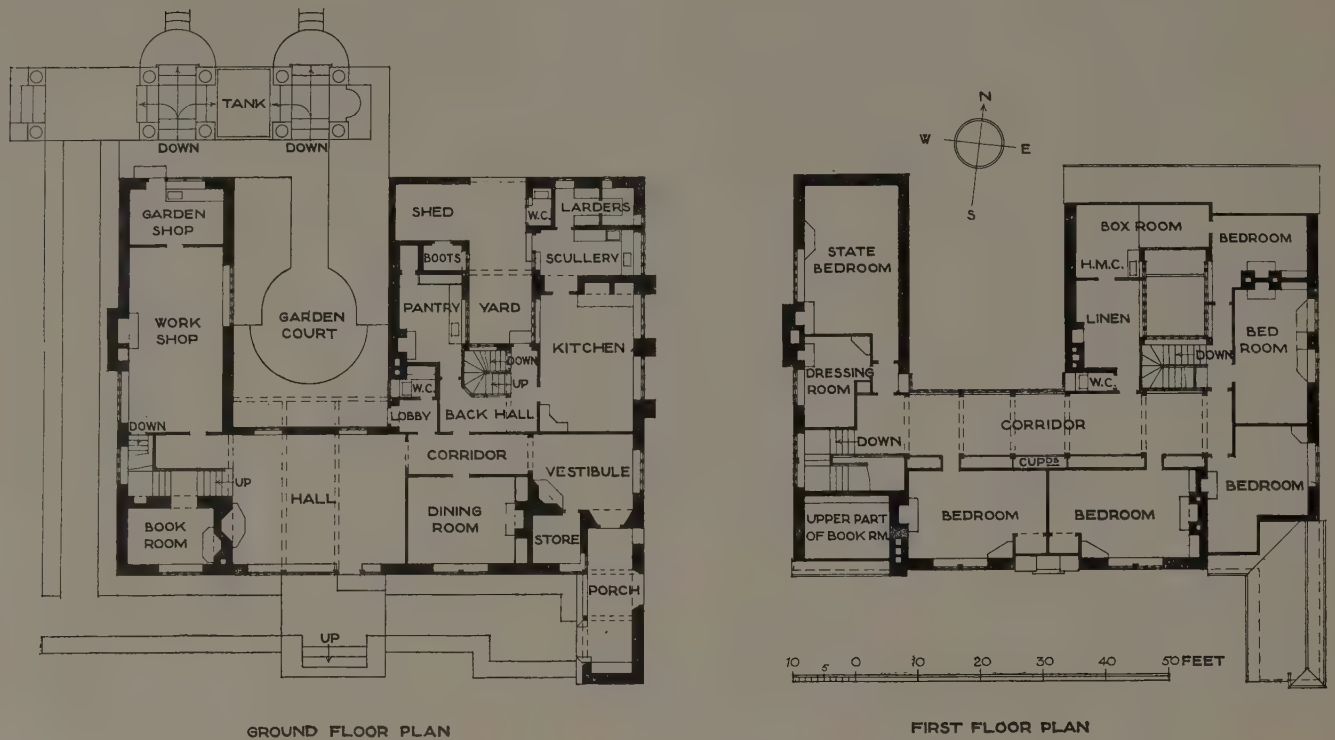 TANK
DOWN
DOWN
GARDEN
SHOP
SHED
W.C.
LARDERS
BOOTS
SCULLERY
PANTRY
YARD
WORK
SHOP
GARDEN
COURT
KITCHEN
DOWN
UP
W.C.
LOBBY
BACK HALL
DOWN
CORRIDOR
VESTIBULE
UP
HALL
DINING
ROOM
BOOK
ROOM
STORE
PORCH
UP
GROUND FLOOR PLAN
N
W
E
S
STATE
BEDROOM
BOX ROOM
BEDROOM
H.M.C.
LINEN
BED
ROOM
DOWN
DRESSING
ROOM
W.C.
CORRIDOR
DOWN
CUPDS
BEDROOM
BEDROOM
BEDROOM
UPPER PART
OF BOOK RM.
10 5 0 10 20 30 40 50 FEET
FIRST FLOOR PLAN